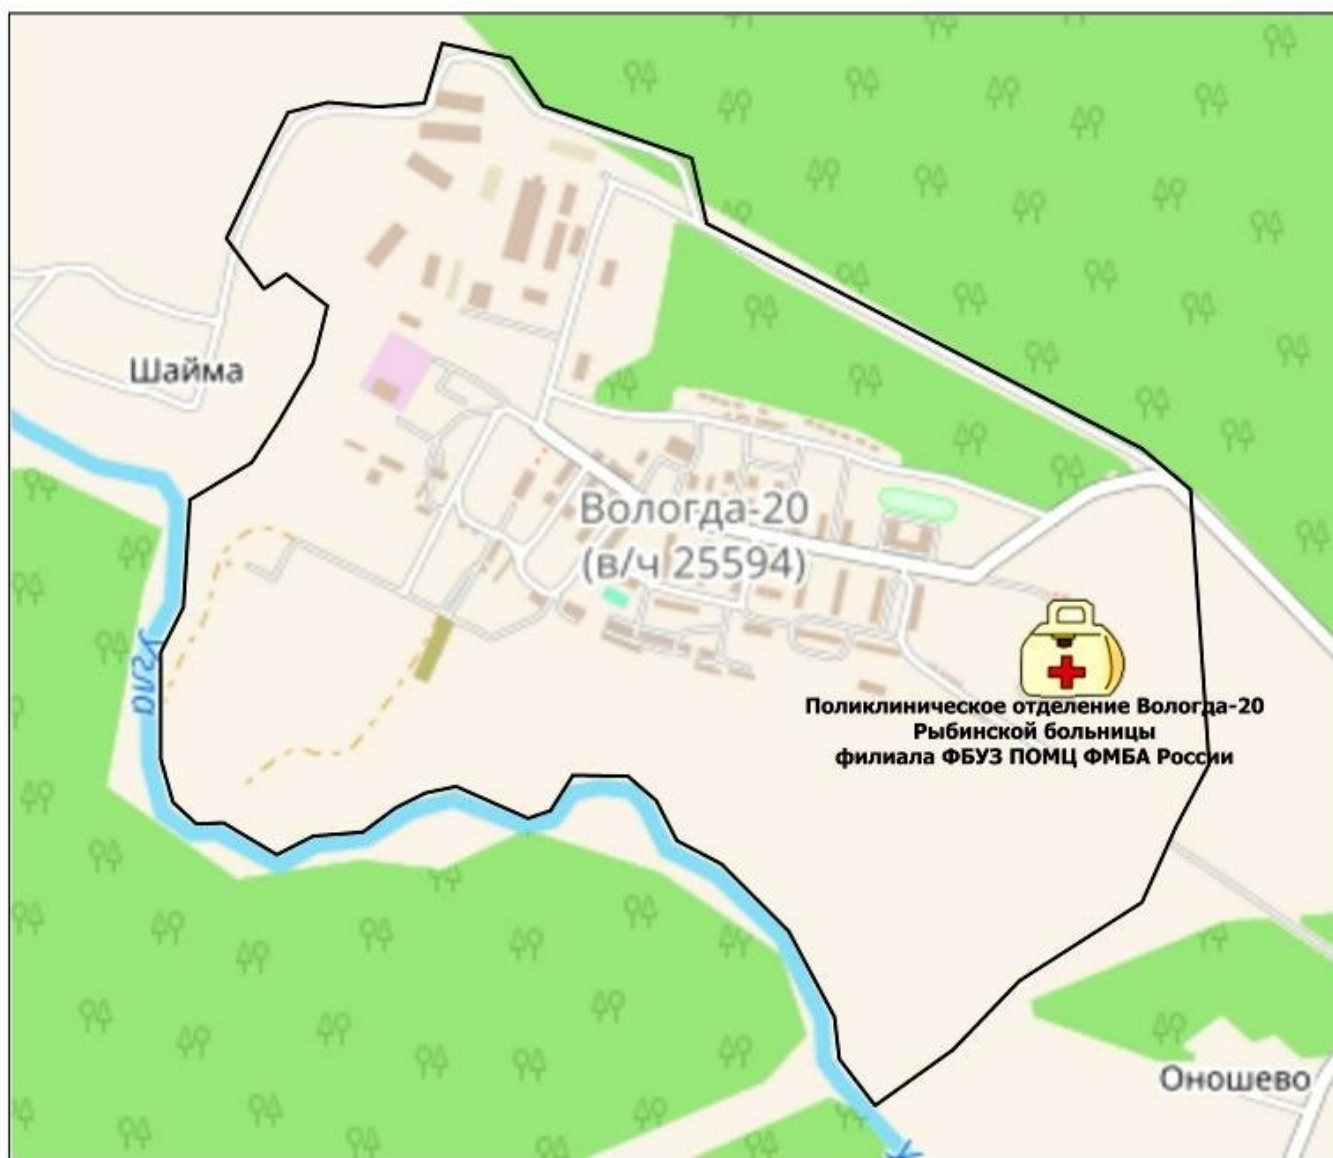 Шайма
Вологда-20
(в/ч 25594)
Угла
Поликлиническое отделение Вологда-20
Рыбинской больницы
филиала ФБУЗ ПОМЦ ФМБА России
Оношево